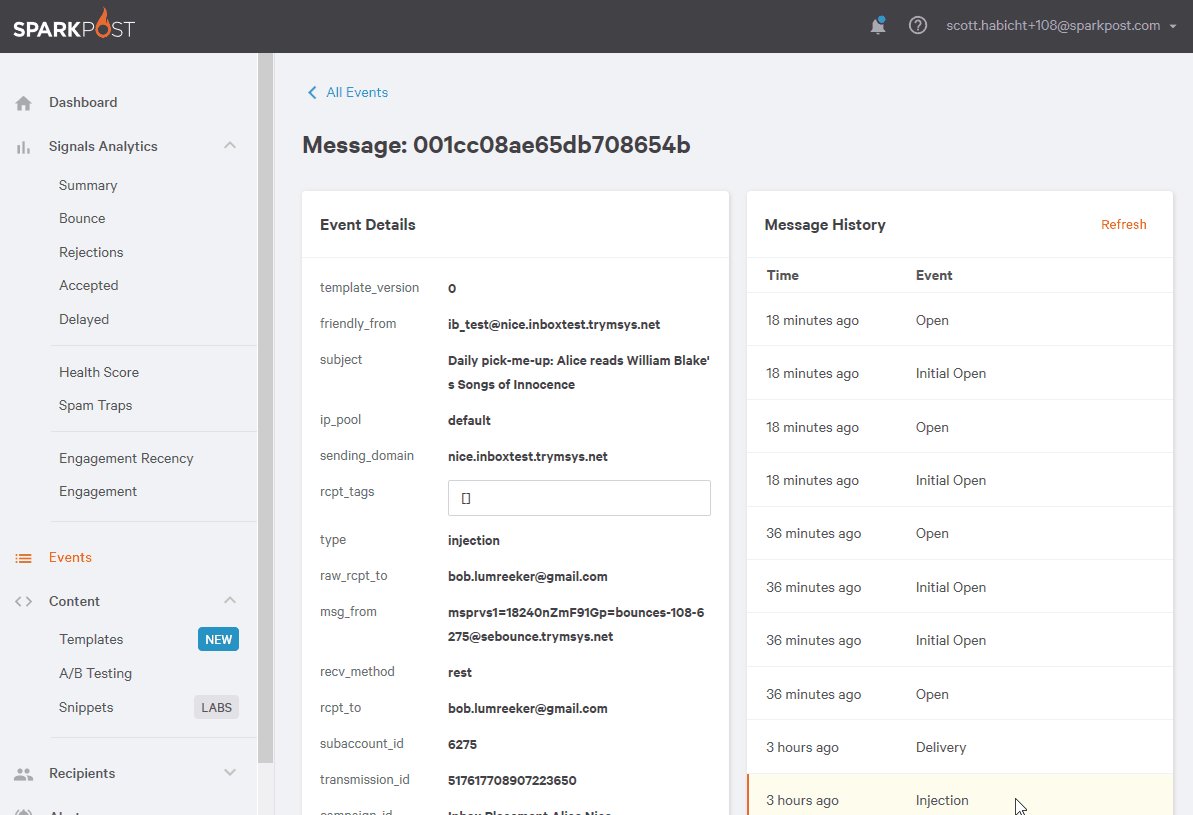 SPARKPOST
scott.habicht+108@sparkpost.com
Dashboard
Signals Analytics
Summary
Bounce
Rejections
Accepted
Delayed
Health Score
Spam Traps
Engagement Recency
Engagement
Events
Content
Templates NEW
A/B Testing
Snippets LABS
Recipients
All Events
Message: 001cc08ae65db708654b
Event Details
template_version 0
friendly_from ib_test@nice.inboxtest.trymsys.net
subject Daily pick-me-up: Alice reads William Blake'
s Songs of Innocence
ip_pool default
sending_domain nice.inboxtest.trymsys.net
rcpt_tags []
type injection
raw_rcpt_to bob.lumreeker@gmail.com
msg_from msprvs1=18240nZmF91Gp=bounces-108-6
275@sebounce.trymsys.net
recv_method rest
rcpt_to bob.lumreeker@gmail.com
subaccount_id 6275
transmission_id 517617708907223650
campaign_id Inbox Placement Alice Nice
Message History Refresh
Time Event
18 minutes ago Open
18 minutes ago Initial Open
18 minutes ago Open
18 minutes ago Initial Open
36 minutes ago Open
36 minutes ago Initial Open
36 minutes ago Initial Open
36 minutes ago Open
3 hours ago Delivery
3 hours ago Injection